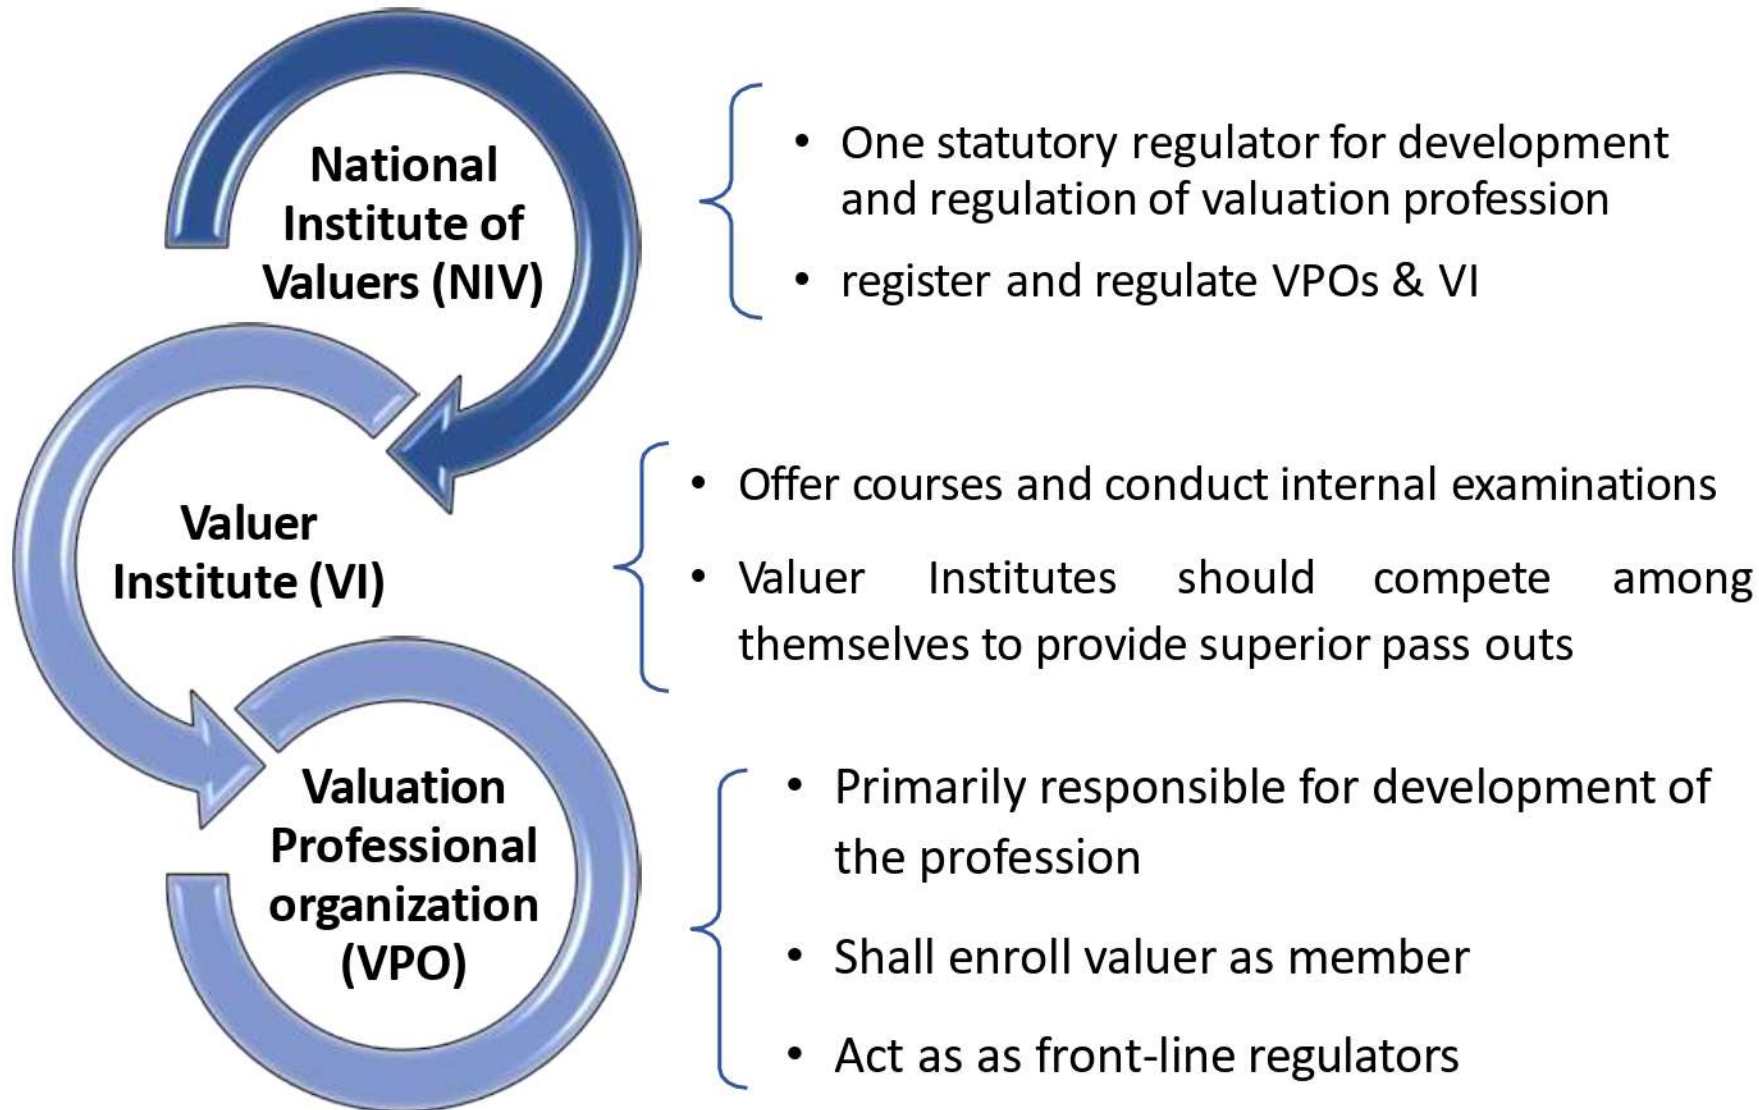 National
Institute of
Valuers (NIV)
• One statutory regulator for development
and regulation of valuation profession
• register and regulate VPOs & VI
Valuer
Institute (VI)
• Offer courses and conduct internal examinations
• Valuer Institutes should compete among
themselves to provide superior pass outs
Valuation
Professional
organization
(VPO)
• Primarily responsible for development of
the profession
• Shall enroll valuer as member
• Act as as front-line regulators